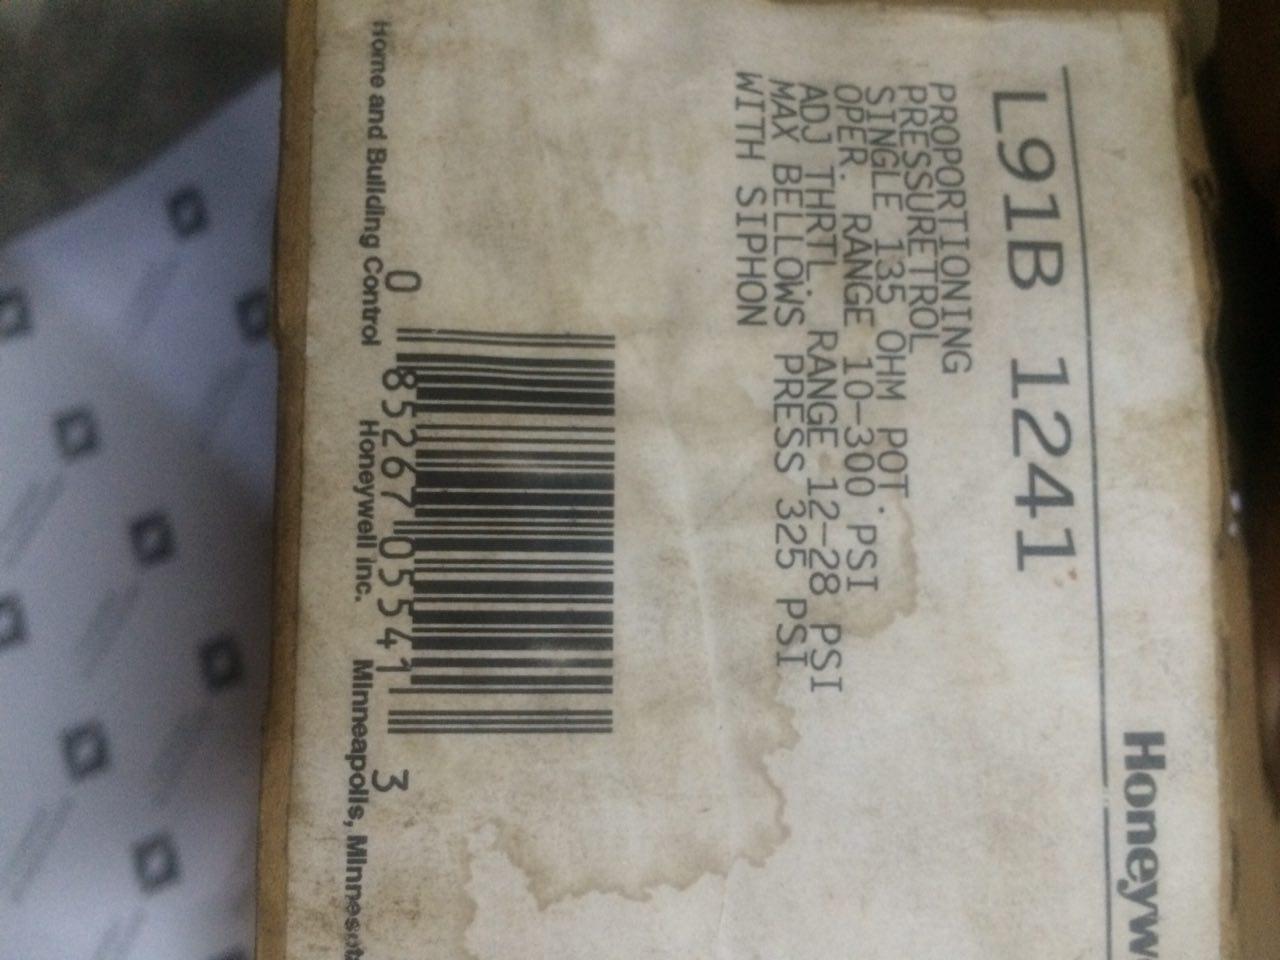 Honeyw
L91B 1241
PROPORTIONING
PRESSURETROL
SINGLE 135 OHM POT.
OPER. RANGE 10-300 PSI
ADJ THRTL. RANGE 12-28 PSI
MAX BELLOWS PRESS 325 PSI
WITH SIPHON
0 85267 05541 3
Home and Building Control Honeywell Inc. Minneapolis, Minnesota